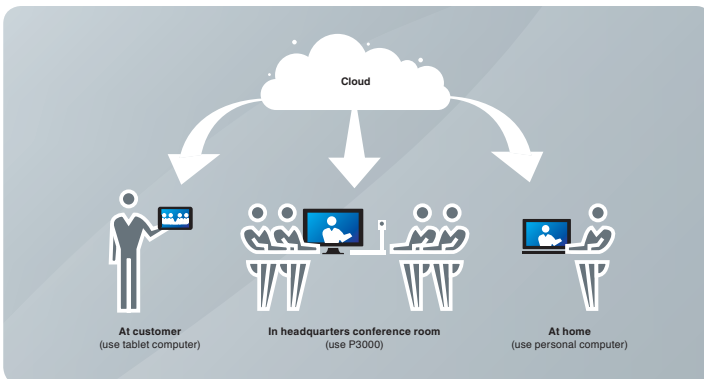 Cloud
At customer
(use tablet computer)
In headquarters conference room
(use P3000)
At home
(use personal computer)